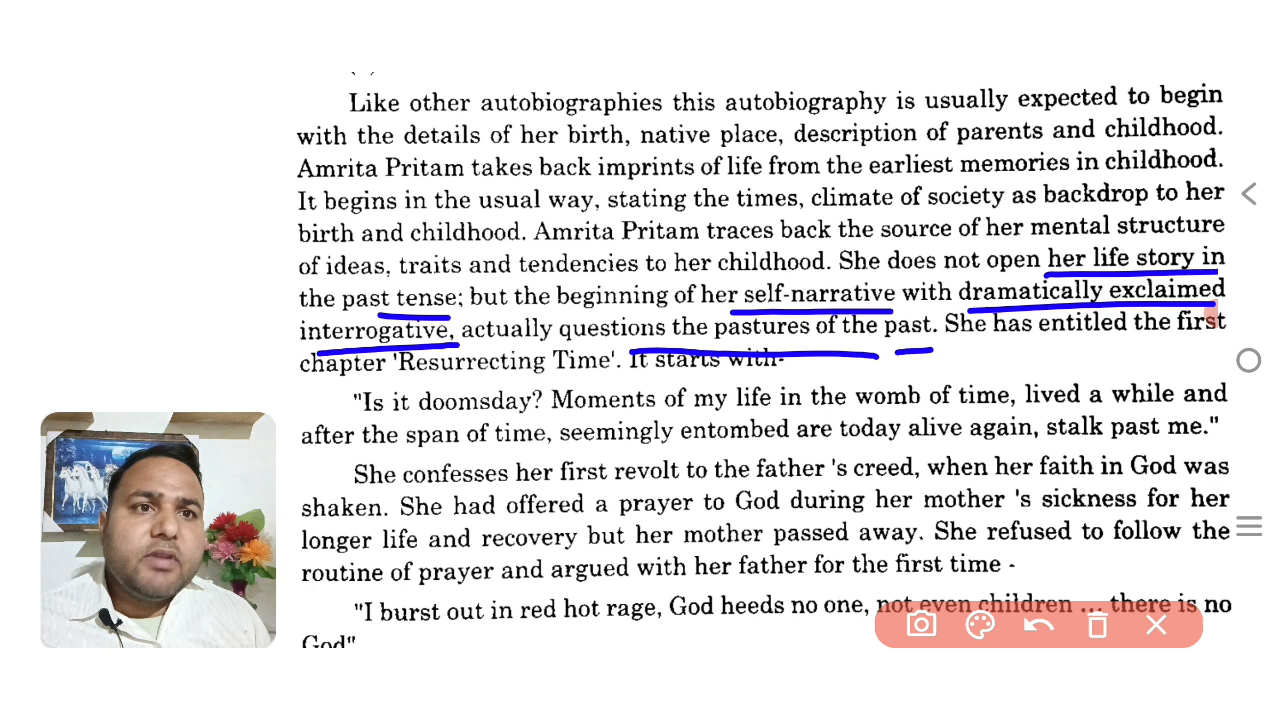 Like other autobiographies this autobiography is usually expected to begin
with the details of her birth, native place, description of parents and childhood.
Amrita Pritam takes back imprints of life from the earliest memories in childhood.
It begins in the usual way, stating the times, climate of society as backdrop to her
birth and childhood. Amrita Pritam traces back the source of her mental structure
of ideas, traits and tendencies to her childhood. She does not open her life story in
the past tense; but the beginning of her self-narrative with dramatically exclaimed
interrogative, actually questions the pastures of the past. She has entitled the first
chapter 'Resurrecting Time'. It starts with-
"Is it doomsday? Moments of my life in the womb of time, lived a while and
after the span of time, seemingly entombed are today alive again, stalk past me."
She confesses her first revolt to the father 's creed, when her faith in God was
shaken. She had offered a prayer to God during her mother 's sickness for her
longer life and recovery but her mother passed away. She refused to follow the
routine of prayer and argued with her father for the first time -
"I burst out in red hot rage, God heeds no one, not even children ... there is no
God"